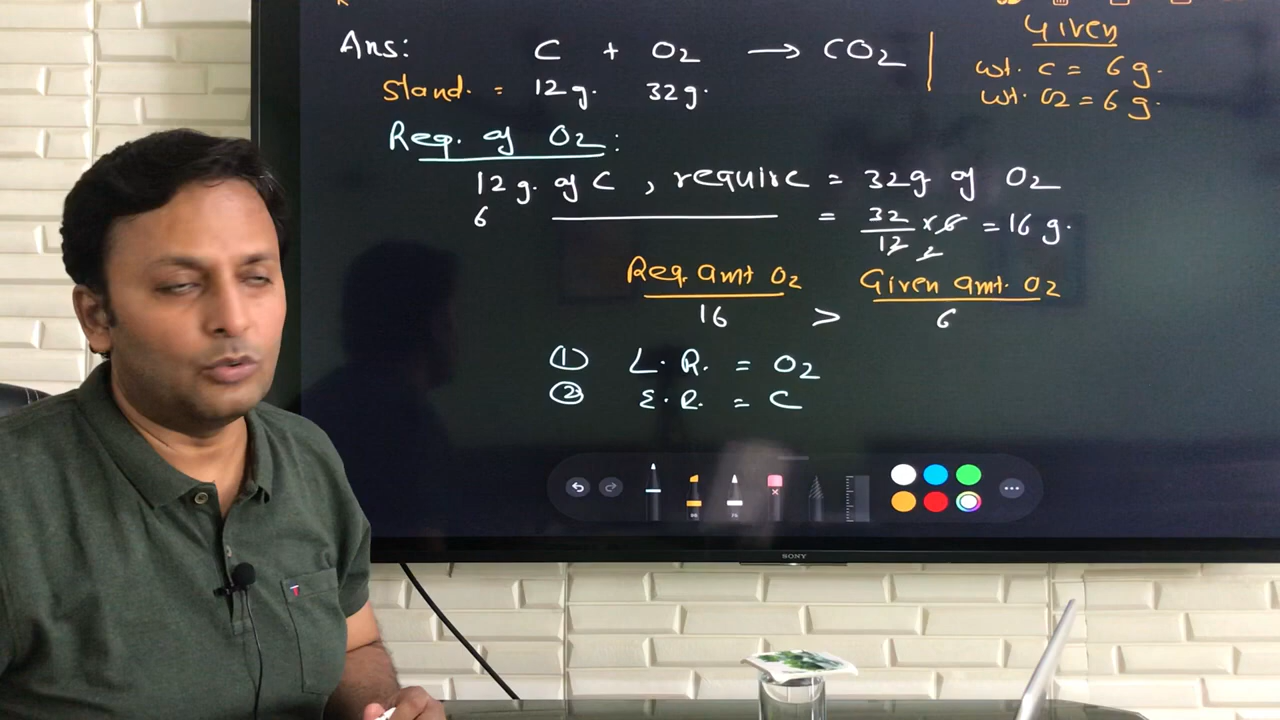 Ans: C + O2 → CO2
Given
stand. = 12g. 32g.
wt. C = 6g.
wt. O2 = 6g.
Req. of O2:
12g. of C, require = 32g of O2
6 ——— = 32/12 × 6 = 16 g.
2 2
Req. amt O2 Given amt. O2
16 > 6
① L.R. = O2
② E.R. = C
SONY
T